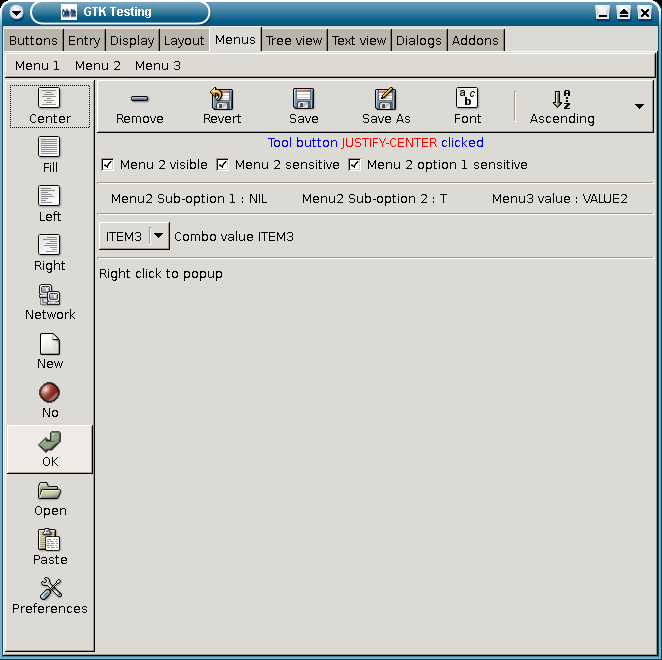 GTK Testing
Buttons Entry Display Layout Menus Tree view Text view Dialogs Addons
Menu 1 Menu 2 Menu 3
Center
Fill
Left
Right
Network
New
No
OK
Open
Paste
Preferences
Remove Revert Save Save As Font Ascending
Tool button JUSTIFY-CENTER clicked
Menu 2 visible Menu 2 sensitive Menu 2 option 1 sensitive
Menu2 Sub-option 1 : NIL Menu2 Sub-option 2 : T Menu3 value : VALUE2
ITEM3 Combo value ITEM3
Right click to popup